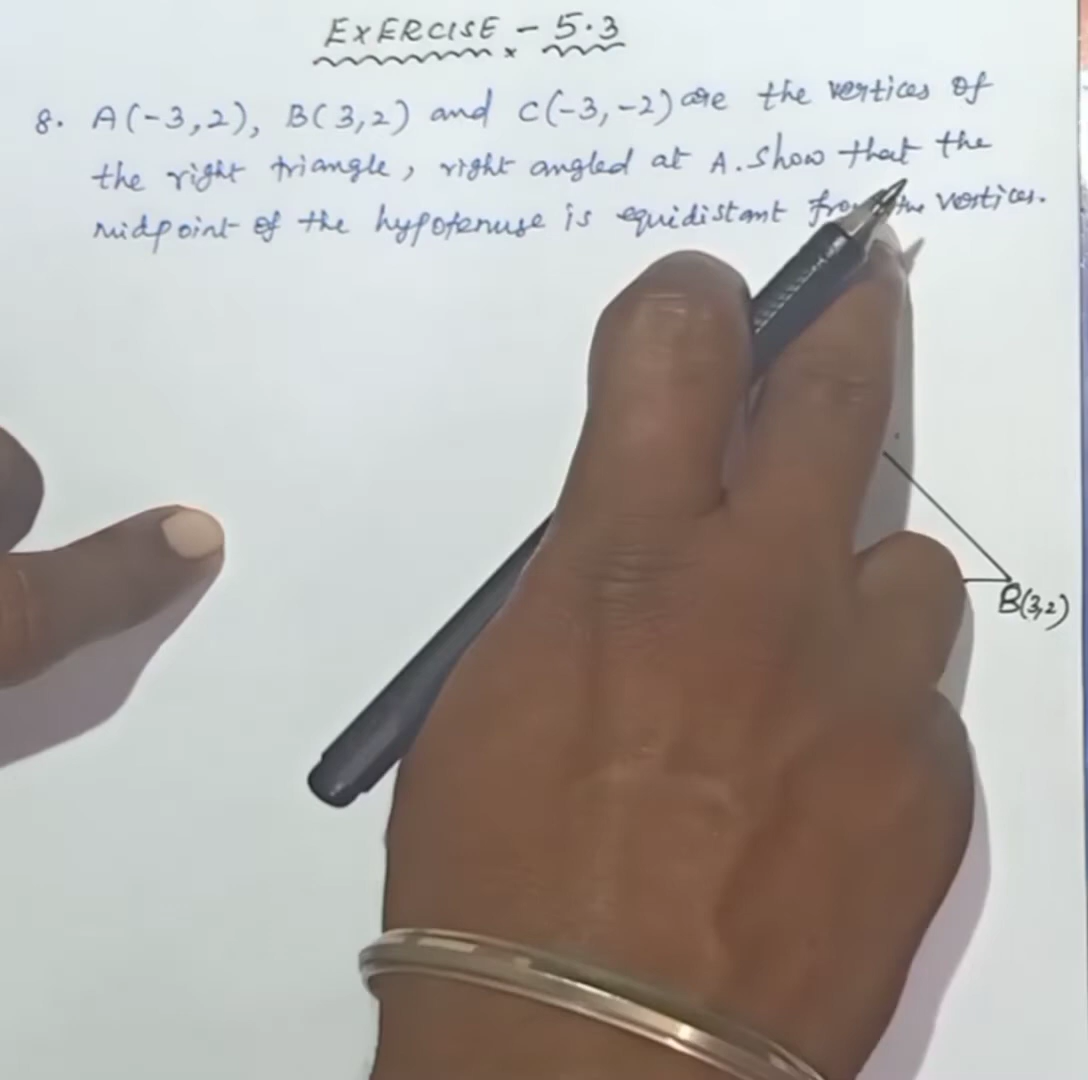 EXERCISE - 5.3
8. A(-3,2), B(3,2) and C(-3,-2) are the vertices of
the right triangle, right angled at A. Show that the
midpoint of the hypotenuse is equidistant the vertices.
B(3,2)